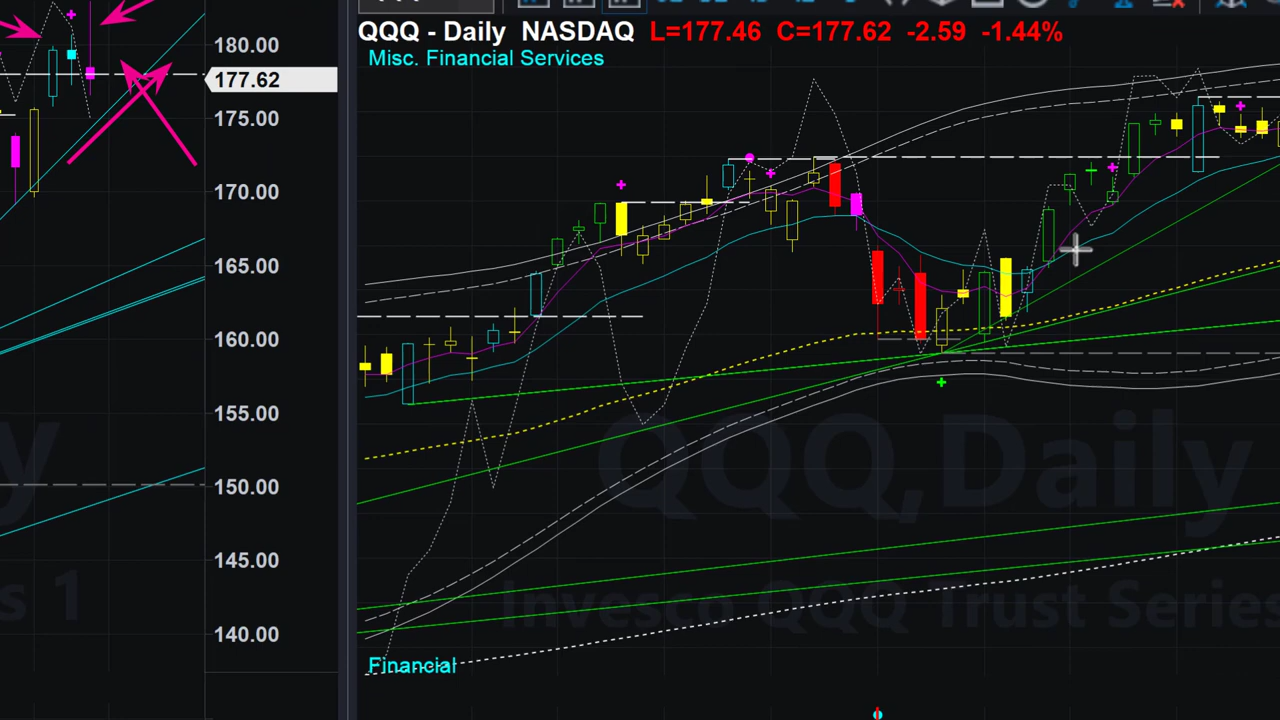 QQQ - Daily NASDAQ L=177.46 C=177.62 -2.59 -1.44%
Misc. Financial Services
180.00
177.62
175.00
170.00
165.00
160.00
155.00
150.00
145.00
140.00
QQQ,Daily
Invesco QQQ Trust Series
s 1
Financial